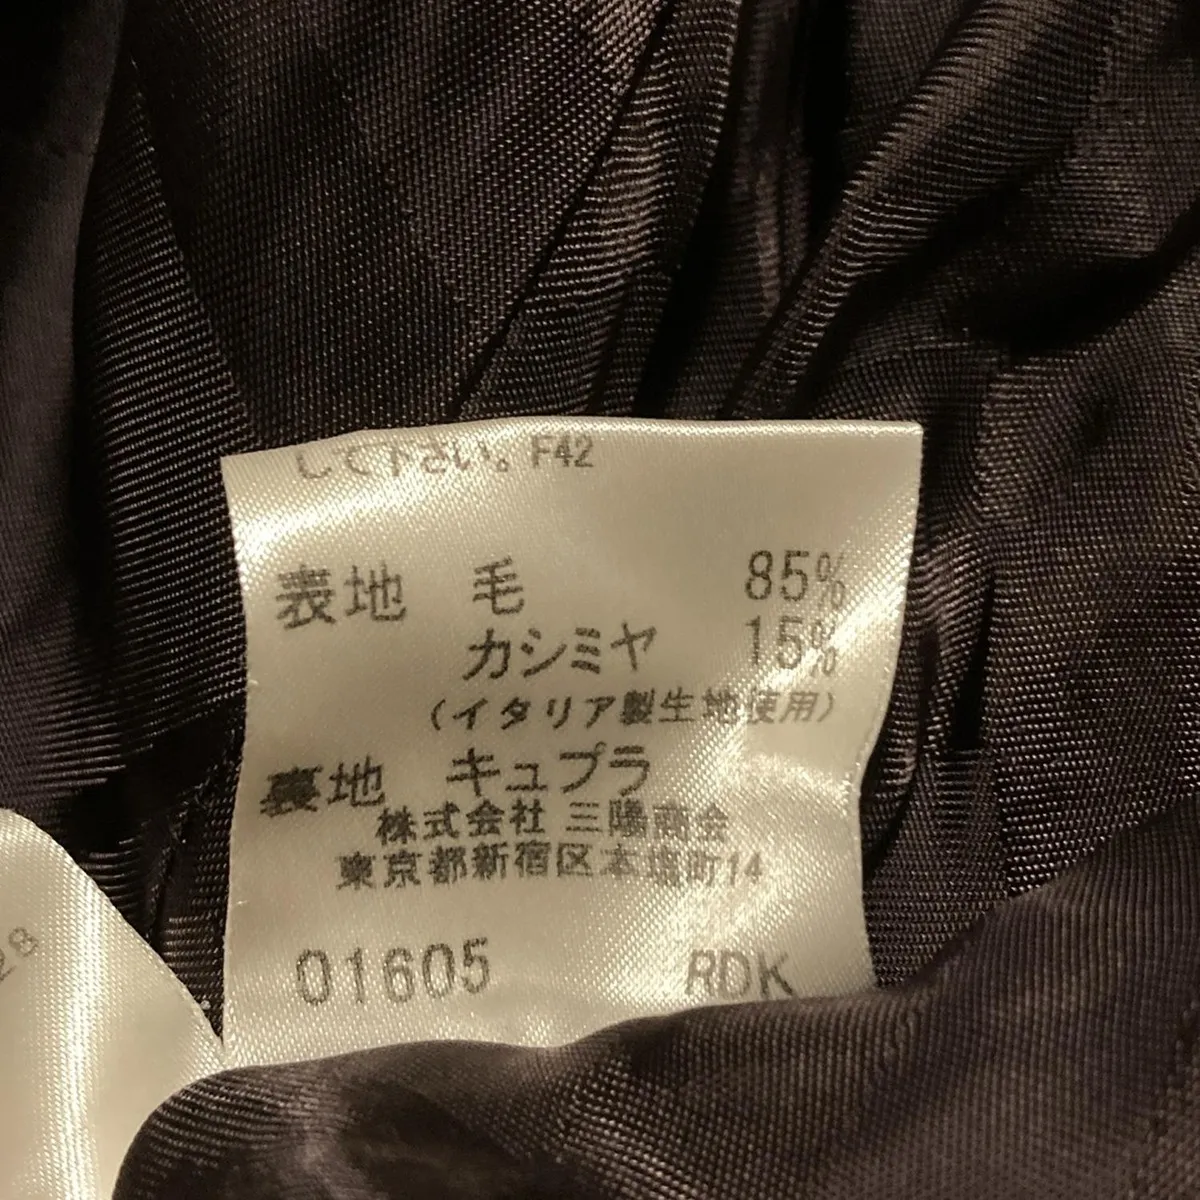 して下さい。F42
表地 毛 85%
カシミヤ 15%
(イタリア製生地使用)
裏地 キュプラ
株式会社 三陽商会
東京都新宿区本塩町14
01605 RDK
28